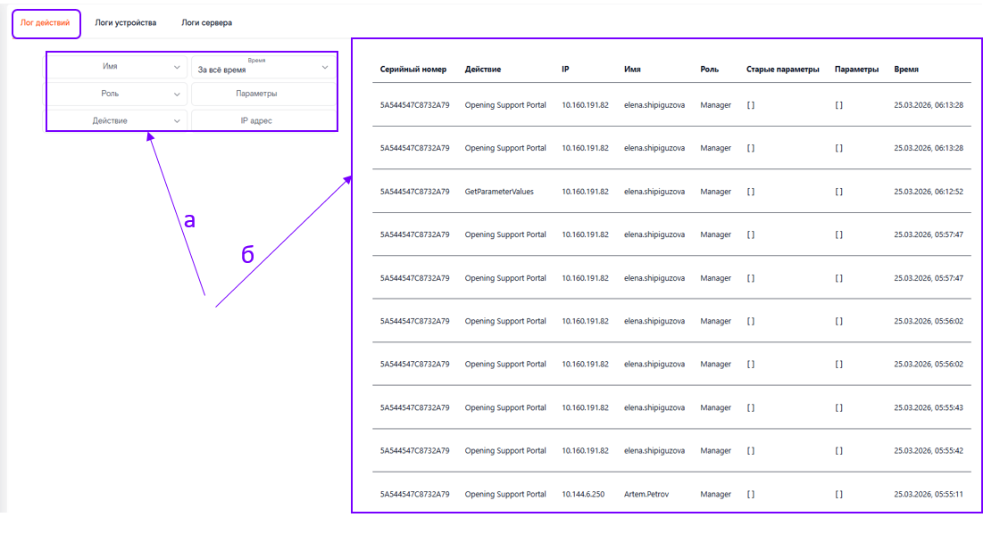 Лог действий Логи устройства Логи сервера
Имя Время За всё время
Роль Параметры
Действие IP адрес
а
б
Серийный номер Действие IP Имя Роль Старые параметры Параметры Время
5A544547C8732A79 Opening Support Portal 10.160.191.82 elena.shipiguzova Manager [ ] [ ] 25.03.2026, 06:13:28
5A544547C8732A79 Opening Support Portal 10.160.191.82 elena.shipiguzova Manager [ ] [ ] 25.03.2026, 06:13:28
5A544547C8732A79 GetParameterValues 10.160.191.82 elena.shipiguzova Manager [ ] [ ] 25.03.2026, 06:12:52
5A544547C8732A79 Opening Support Portal 10.160.191.82 elena.shipiguzova Manager [ ] [ ] 25.03.2026, 05:57:47
5A544547C8732A79 Opening Support Portal 10.160.191.82 elena.shipiguzova Manager [ ] [ ] 25.03.2026, 05:57:47
5A544547C8732A79 Opening Support Portal 10.160.191.82 elena.shipiguzova Manager [ ] [ ] 25.03.2026, 05:56:02
5A544547C8732A79 Opening Support Portal 10.160.191.82 elena.shipiguzova Manager [ ] [ ] 25.03.2026, 05:56:02
5A544547C8732A79 Opening Support Portal 10.160.191.82 elena.shipiguzova Manager [ ] [ ] 25.03.2026, 05:55:43
5A544547C8732A79 Opening Support Portal 10.160.191.82 elena.shipiguzova Manager [ ] [ ] 25.03.2026, 05:55:42
5A544547C8732A79 Opening Support Portal 10.144.6.250 Artem.Petrov Manager [ ] [ ] 25.03.2026, 05:55:11